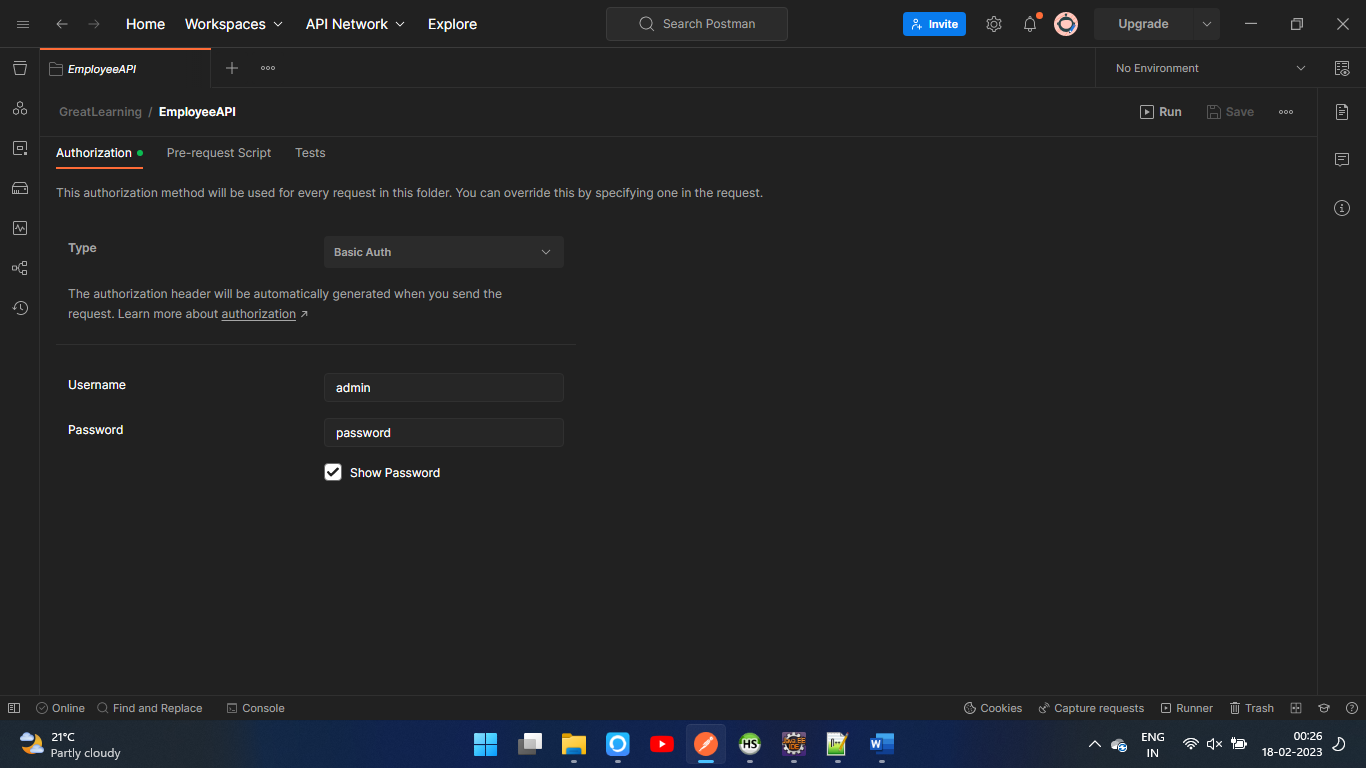 Home Workspaces API Network Explore Search Postman Invite Upgrade
EmployeeAPI No Environment
GreatLearning / EmployeeAPI Run Save
Authorization Pre-request Script Tests
This authorization method will be used for every request in this folder. You can override this by specifying one in the request.
Type Basic Auth
The authorization header will be automatically generated when you send the
request. Learn more about authorization ↗
Username admin
Password password
Show Password
Online Find and Replace Console Cookies Capture requests Runner Trash
21°C
Partly cloudy
HS
Java EE
IDE
W
ENG
IN
00:26
18-02-2023